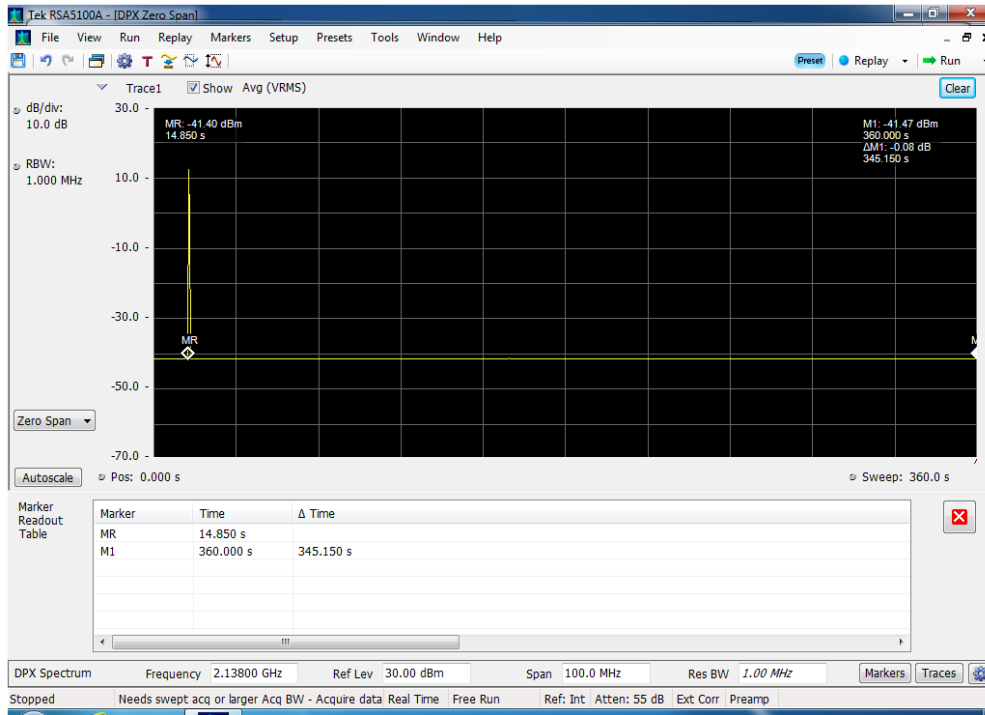 Tek RSA5100A - [DPX Zero Span]
File View Run Replay Markers Setup Presets Tools Window Help
T Preset Replay Run
Trace1 Show Avg (VRMS) Clear
dB/div:
10.0 dB
RBW:
1.000 MHz
30.0 -
10.0 -
-10.0 -
-30.0 -
-50.0 -
-70.0 -
MR: -41.40 dBm
14.850 s
M1: -41.47 dBm
360.000 s
ΔM1: -0.08 dB
345.150 s
MR
M
Zero Span
Autoscale Pos: 0.000 s Sweep: 360.0 s
Marker
Readout
Table
Marker Time Δ Time
MR 14.850 s
M1 360.000 s 345.150 s
DPX Spectrum Frequency 2.13800 GHz Ref Lev 30.00 dBm Span 100.0 MHz Res BW 1.00 MHz Markers Traces
Stopped Needs swept acq or larger Acq BW - Acquire data Real Time Free Run Ref: Int Atten: 55 dB Ext Corr Preamp